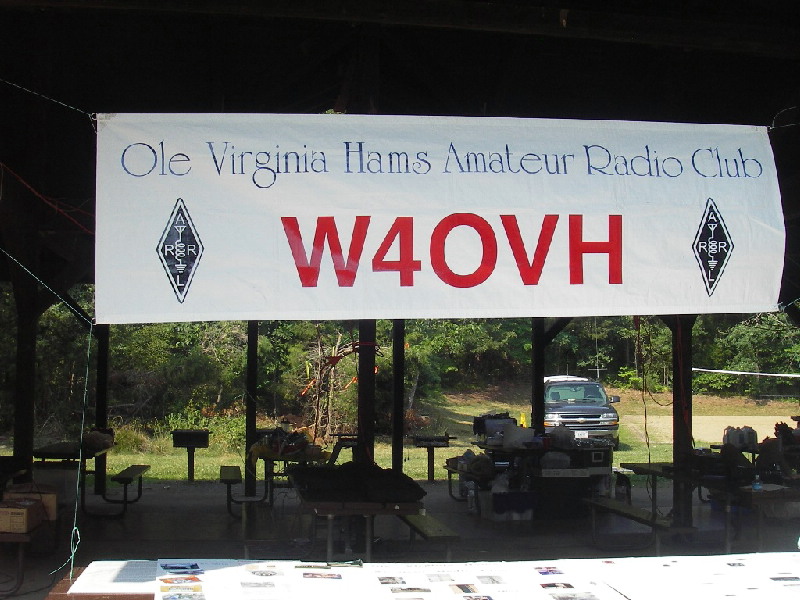 Ole Virginia Hams Amateur Radio Club
W4OVH
A
R R
L
A
R R
L